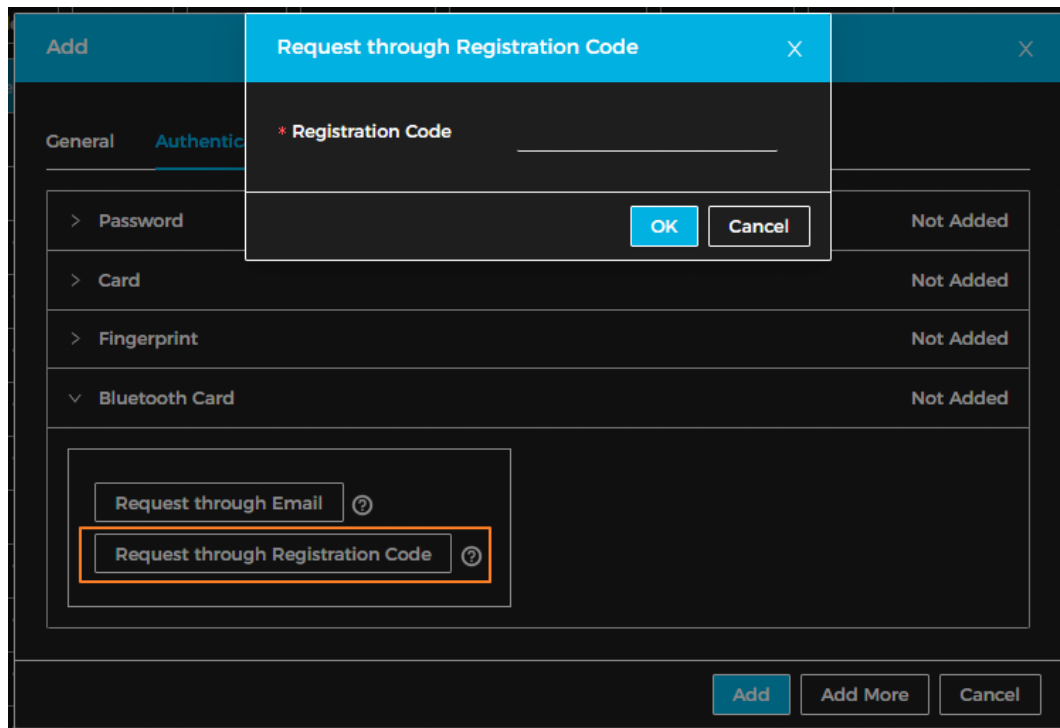 Add
Request through Registration Code
X
X
General
Authentic
* Registration Code
OK
Cancel
> Password
Not Added
> Card
Not Added
> Fingerprint
Not Added
Bluetooth Card
Not Added
Request through Email
?
Request through Registration Code
?
Add
Add More
Cancel